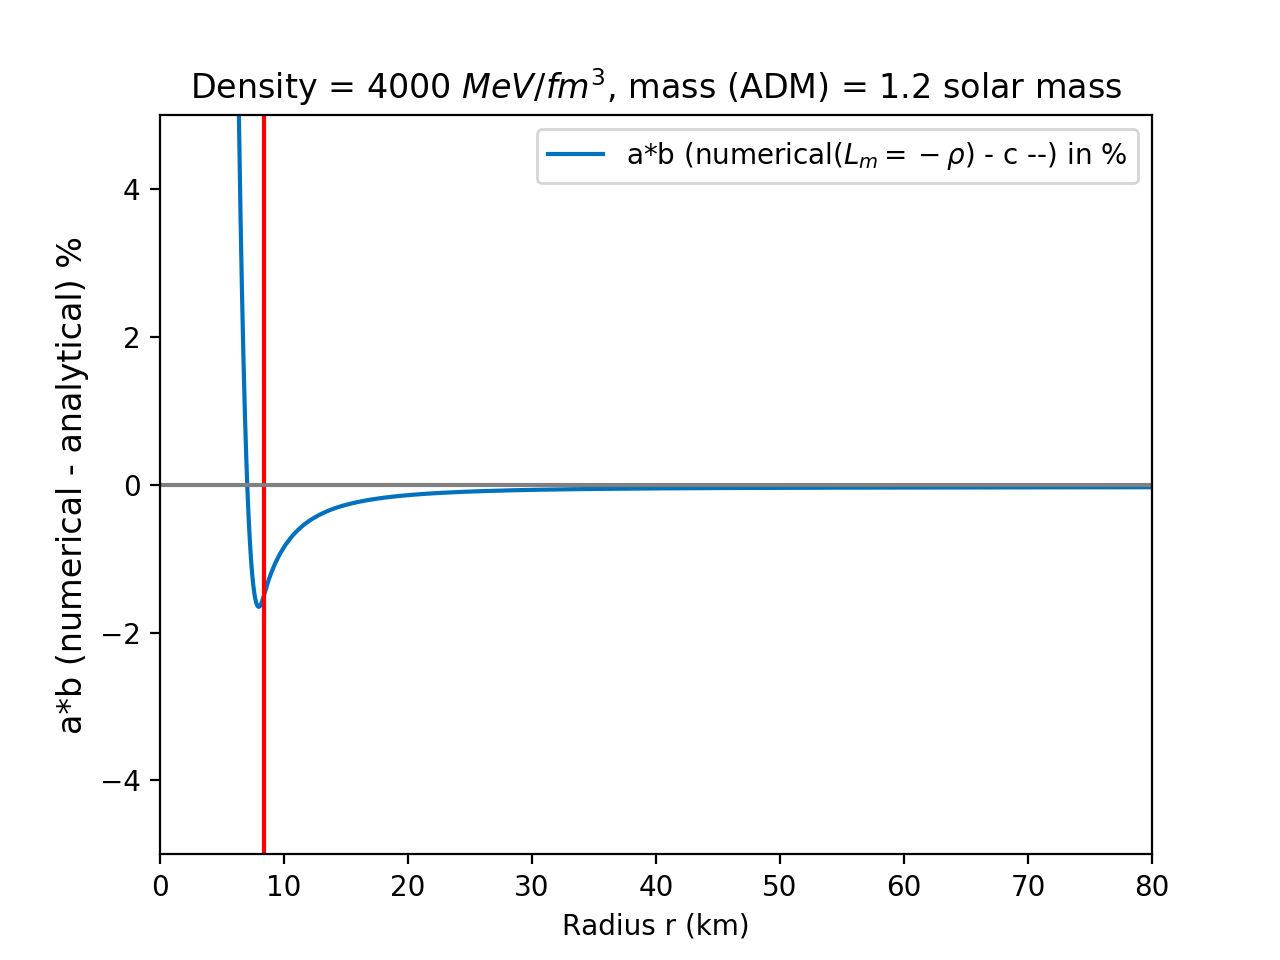 Density = 4000 MeV/fm³, mass (ADM) = 1.2 solar mass
a*b (numerical(Lₘ = − ρ) - c --) in %
a*b (numerical - analytical) %
4
2
0
−2
−4
0 10 20 30 40 50 60 70 80
Radius r (km)